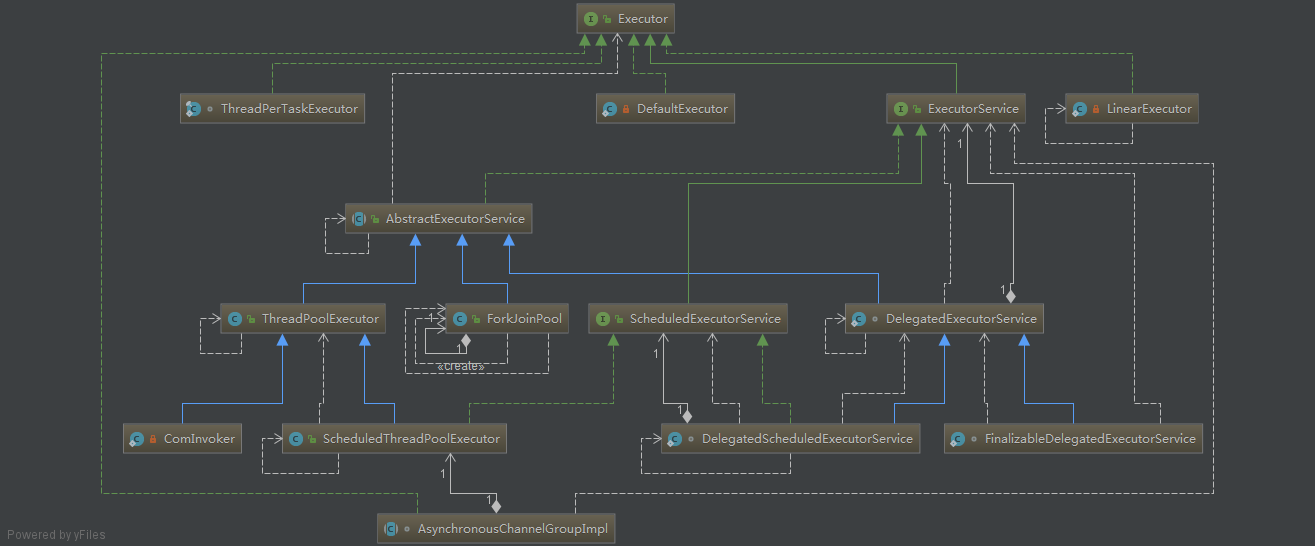 Executor
ThreadPerTaskExecutor
DefaultExecutor
ExecutorService
LinearExecutor
1
AbstractExecutorService
1
ThreadPoolExecutor
1
ForkJoinPool
ScheduledExecutorService
DelegatedExecutorService
1
1
«create»
1
ComInvoker
ScheduledThreadPoolExecutor
DelegatedScheduledExecutorService
FinalizableDelegatedExecutorService
1
1
AsynchronousChannelGroupImpl
Powered by yFiles